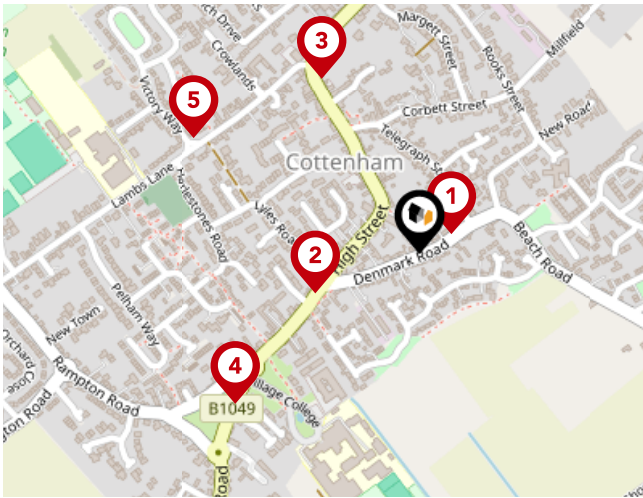 Margett Street
Rooks Street
Millfield
3
Crowlands
5
Victory Way
Corbett Street
New Road
Telegraph St
Cottenham
Lambs Lane
Harlestones Road
Lyles Road
1
2
High Street
Denmark Road
Beach Road
Pelham Way
New Town
Orchard
Close
Rampton Road
4
Village College
B1049
Road